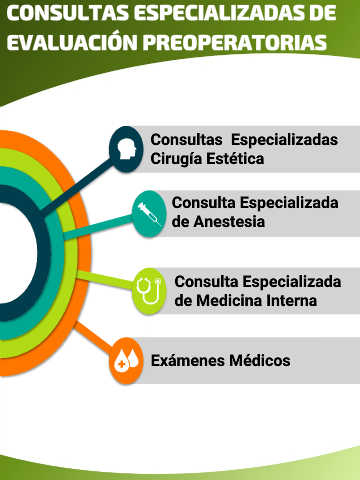 CONSULTAS ESPECIALIZADAS DE
EVALUACIÓN PREOPERATORIAS
Consultas Especializadas
Cirugía Estética
Consulta Especializada
de Anestesia
Consulta Especializada
de Medicina Interna
Exámenes Médicos